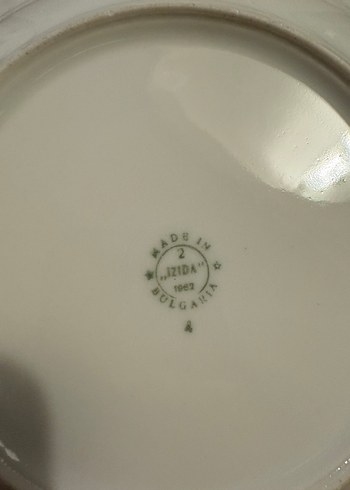 MADE IN
2
„IZIDA"
1962
BULGARIA
4